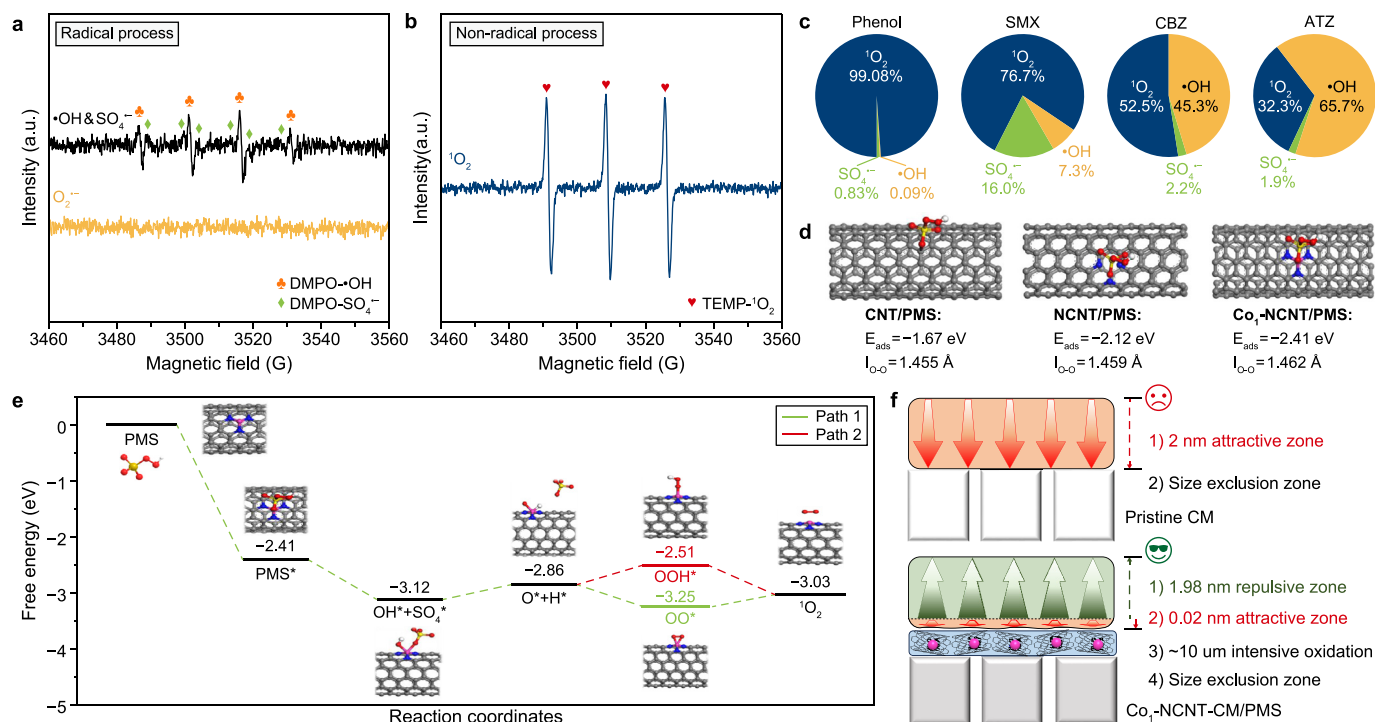 a
Radical process
•OH & SO₄•⁻
O₂•⁻
♣ DMPO-•OH
♦ DMPO-SO₄•⁻
Intensity (a.u.)
3460 3480 3500 3520 3540 3560
Magnetic field (G)
b
Non-radical process
¹O₂
♥ TEMP-¹O₂
Intensity(a.u.)
3460 3480 3500 3520 3540 3560
Magnetic field (G)
c
Phenol
¹O₂
99.08%
SO₄•⁻
0.83%
•OH
0.09%
SMX
¹O₂
76.7%
SO₄•⁻
16.0%
•OH
7.3%
CBZ
¹O₂
52.5%
•OH
45.3%
SO₄•⁻
2.2%
ATZ
¹O₂
32.3%
•OH
65.7%
SO₄•⁻
1.9%
d
CNT/PMS:
E_ads = −1.67 eV
I_O-O = 1.455 Å
NCNT/PMS:
E_ads = −2.12 eV
I_O-O = 1.459 Å
Co₁-NCNT/PMS:
E_ads = −2.41 eV
I_O-O = 1.462 Å
e
Path 1
Path 2
Free energy (eV)
0
−1
−2
−3
−4
−5
PMS
−2.41
PMS*
−3.12
OH*+SO₄*
−2.86
O*+H*
−2.51
OOH*
−3.25
OO*
−3.03
¹O₂
Reaction coordinates
f
1) 2 nm attractive zone
2) Size exclusion zone
Pristine CM
1) 1.98 nm repulsive zone
2) 0.02 nm attractive zone
3) ~10 um intensive oxidation
4) Size exclusion zone
Co₁-NCNT-CM/PMS